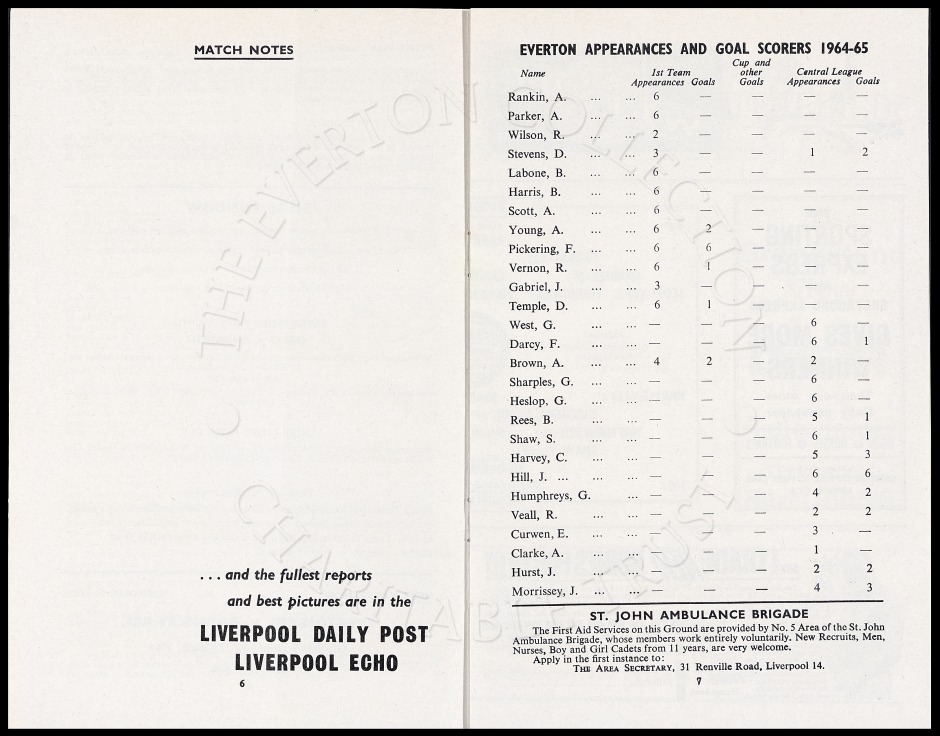 MATCH NOTES
... and the fullest reports
and best pictures are in the
LIVERPOOL DAILY POST
LIVERPOOL ECHO
6
EVERTON APPEARANCES AND GOAL SCORERS 1964-65
Name 1st Team Appearances Goals Cup and other Goals Central League Appearances Goals
Rankin, A. ... ... 6 — — — —
Parker, A. ... ... 6 — — — —
Wilson, R. ... ... 2 — — — —
Stevens, D. ... ... 3 — — 1 2
Labone, B. ... ... 6 — — — —
Harris, B. ... ... 6 — — — —
Scott, A. ... ... 6 — — — —
Young, A. ... ... 6 2 — — —
Pickering, F. ... ... 6 6 — — —
Vernon, R. ... ... 6 1 — — —
Gabriel, J. ... ... 3 — — — —
Temple, D. ... ... 6 1 — — —
West, G. ... ... — — — 6 —
Darcy, F. ... ... — — — 6 1
Brown, A. ... ... 4 2 — 2 —
Sharples, G. ... ... — — — 6 —
Heslop, G. ... ... — — — 6 —
Rees, B. ... ... — — — 5 1
Shaw, S. ... ... — — — 6 1
Harvey, C. ... ... — — — 5 3
Hill, J. ... ... ... — — — 6 6
Humphreys, G. ... — — — 4 2
Veall, R. ... ... — — — 2 2
Curwen, E. ... ... — — — 3 —
Clarke, A. ... ... — — — 1 —
Hurst, J. ... ... — — — 2 2
Morrissey, J. ... ... — — — 4 3
ST. JOHN AMBULANCE BRIGADE
The First Aid Services on this Ground are provided by No. 5 Area of the St. John
Ambulance Brigade, whose members work entirely voluntarily. New Recruits, Men,
Nurses, Boy and Girl Cadets from 11 years, are very welcome.
Apply in the first instance to:
THE AREA SECRETARY, 31 Renville Road, Liverpool 14.
7
THE EVERTON COLLECTION
CHARITABLE TRUST